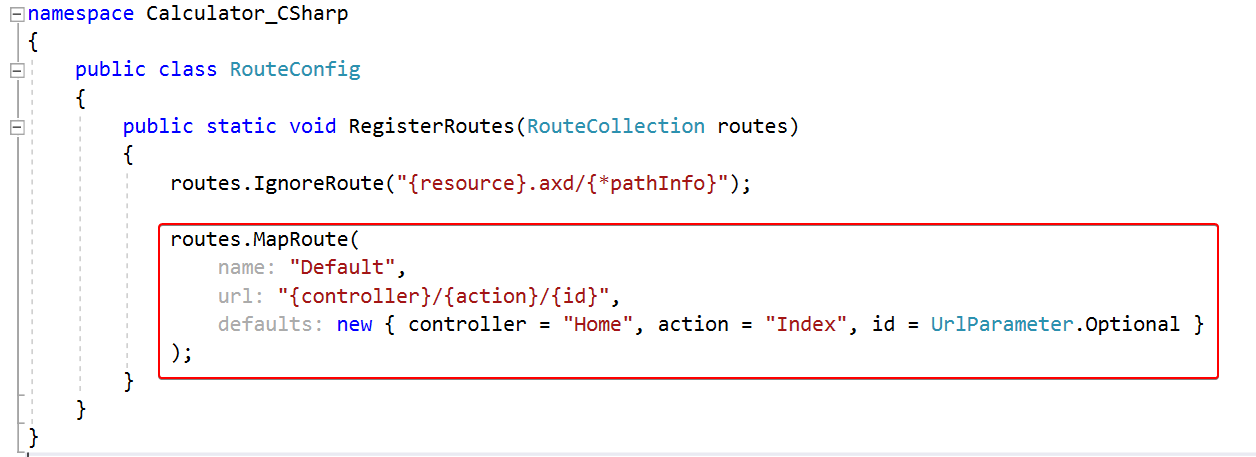 namespace Calculator_CSharp
{
    public class RouteConfig
    {
        public static void RegisterRoutes(RouteCollection routes)
        {
            routes.IgnoreRoute("{resource}.axd/{*pathInfo}");

            routes.MapRoute(
                name: "Default",
                url: "{controller}/{action}/{id}",
                defaults: new { controller = "Home", action = "Index", id = UrlParameter.Optional }
            );
        }
    }
}